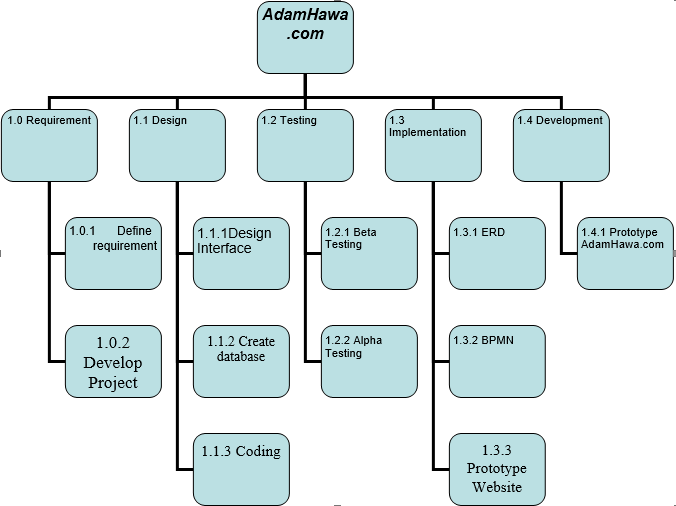 AdamHawa
.com
1.0 Requirement
1.1 Design
1.2 Testing
1.3
Implementation
1.4 Development
1.0.1 Define
requirement
1.1.1Design
Interface
1.2.1 Beta
Testing
1.3.1 ERD
1.4.1 Prototype
AdamHawa.com
1.0.2
Develop
Project
1.1.2 Create
database
1.2.2 Alpha
Testing
1.3.2 BPMN
1.1.3 Coding
1.3.3
Prototype
Website